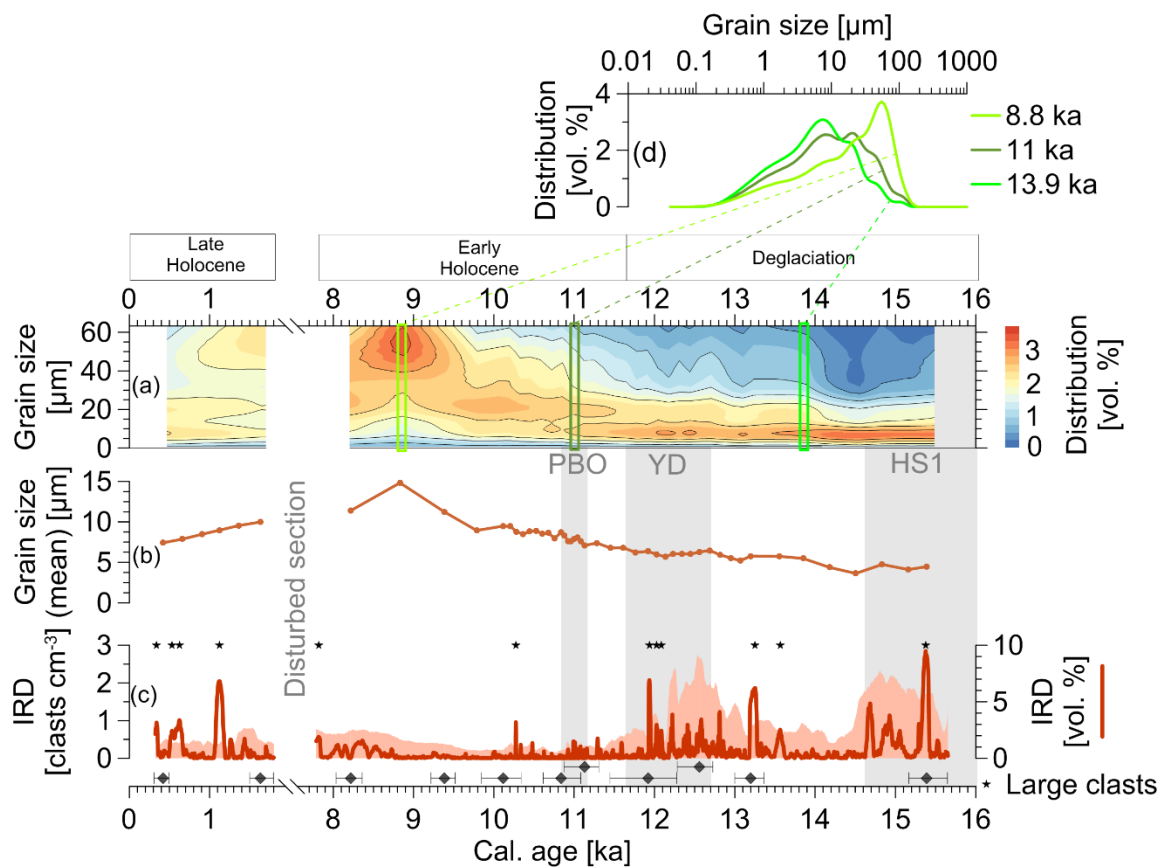 Grain size [µm]
0.01 0.1 1 10 100 1000
Distribution
[vol. %]
4
2
0
(d)
8.8 ka
11 ka
13.9 ka
Late
Holocene
Early
Holocene
Deglaciation
0 1 8 9 10 11 12 13 14 15 16
Grain size
[µm]
60
40
20
0
(a)
3
2
1
0
Distribution
[vol. %]
PBO
YD
HS1
Disturbed section
Grain size
(mean) [µm]
15
10
5
0
(b)
IRD
[clasts cm-3]
3
2
1
0
(c)
10
5
0
IRD
[vol. %]
Large clasts
0 1 8 9 10 11 12 13 14 15 16
Cal. age [ka]